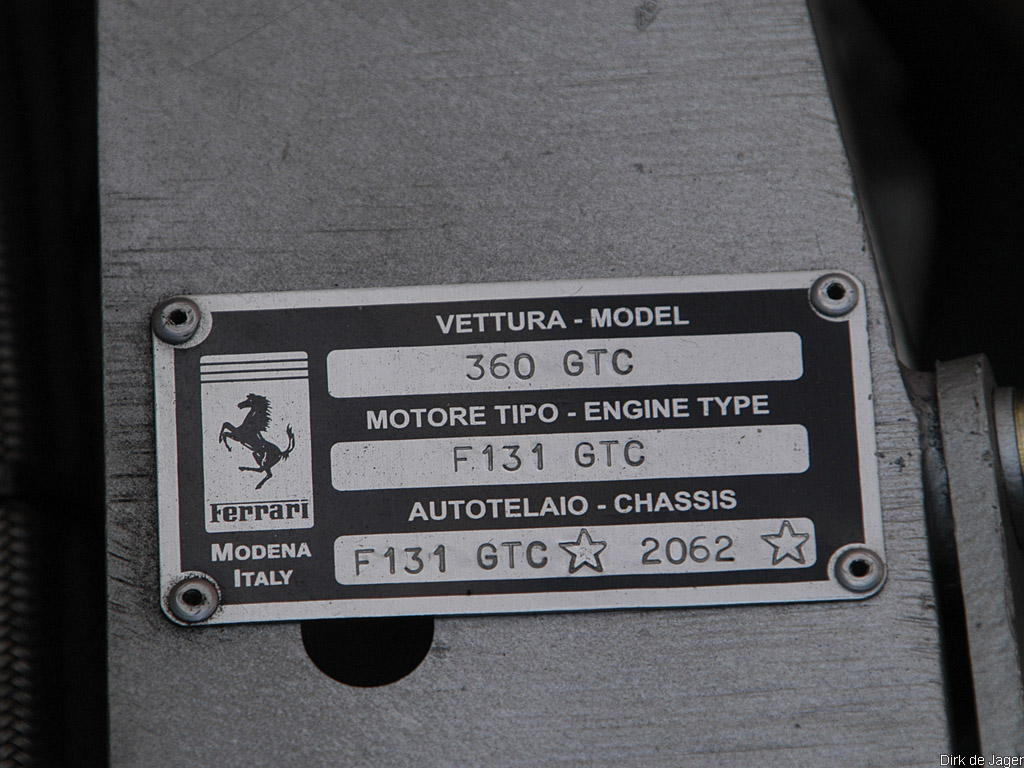 VETTURA - MODEL
360 GTC
MOTORE TIPO - ENGINE TYPE
F131 GTC
AUTOTELAIO - CHASSIS
F131 GTC ☆ 2062 ☆
Ferrari
MODENA
ITALY
Dirk de Jager